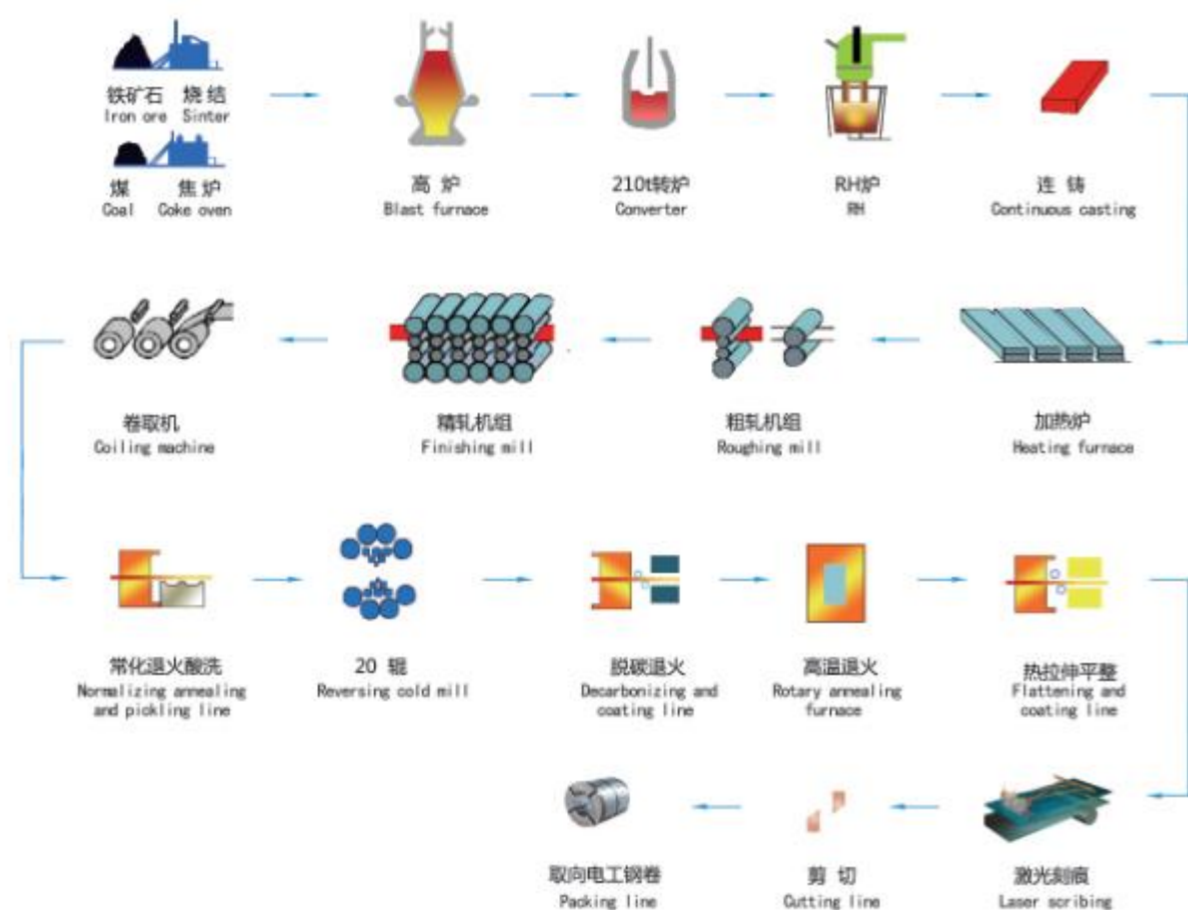 铁矿石 烧结
Iron ore Sinter
煤 焦炉
Coal Coke oven
高 炉
Blast furnace
210t转炉
Converter
RH炉
RH
连 铸
Continuous casting
卷取机
Coiling machine
精轧机组
Finishing mill
粗轧机组
Roughing mill
加热炉
Heating furnace
常化退火酸洗
Normalizing annealing
and pickling line
20 辊
Reversing cold mill
脱碳退火
Decarbonizing and
coating line
高温退火
Rotary annealing
furnace
热拉伸平整
Flattening and
coating line
取向电工钢卷
Packing line
剪 切
Cutting line
激光刻痕
Laser scribing